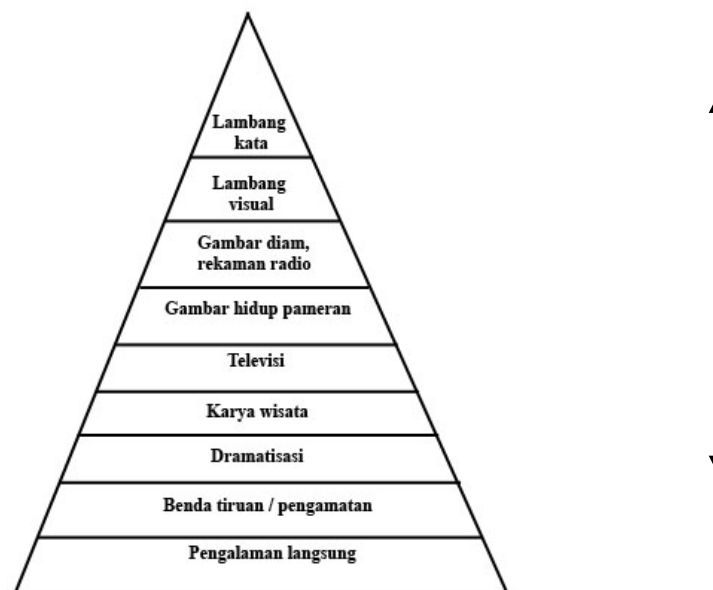 Lambang
kata
Lambang
visual
Gambar diam,
rekaman radio
Gambar hidup pameran
Televisi
Karya wisata
Dramatisasi
Benda tiruan / pengamatan
Pengalaman langsung